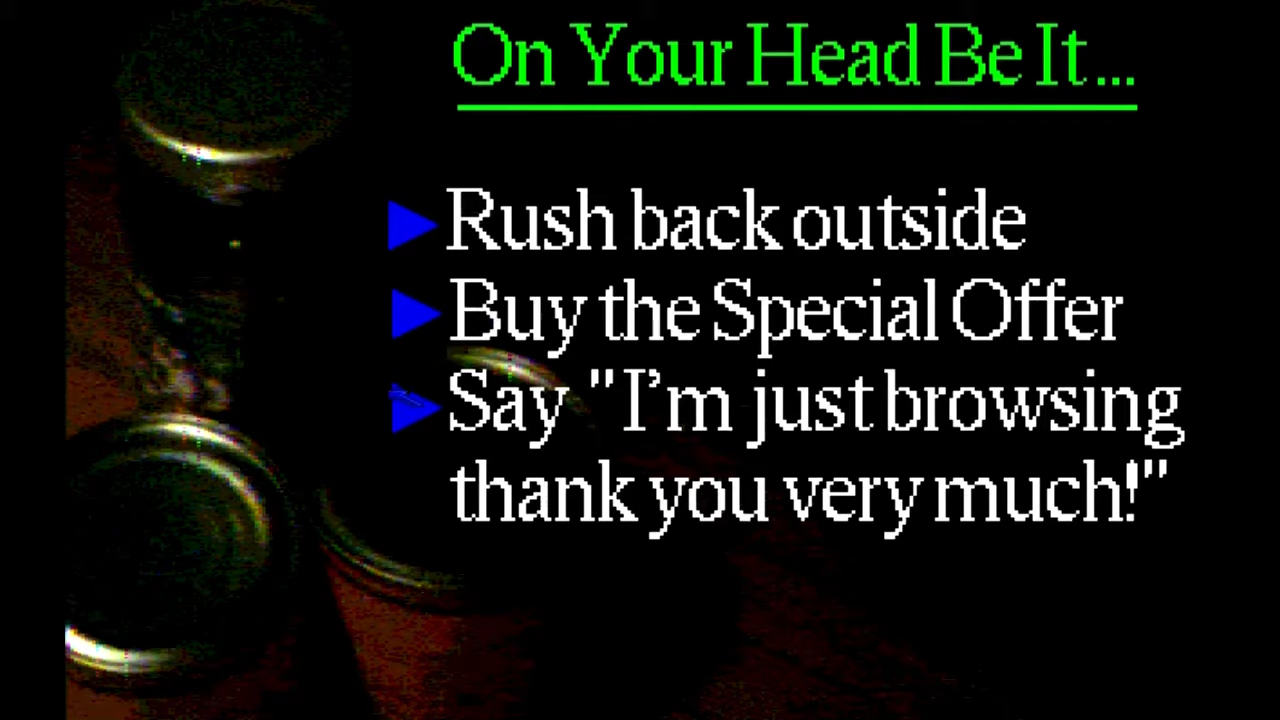 On Your Head Be It...
Rush back outside
Buy the Special Offer
Say "I'm just browsing
thank you very much!"